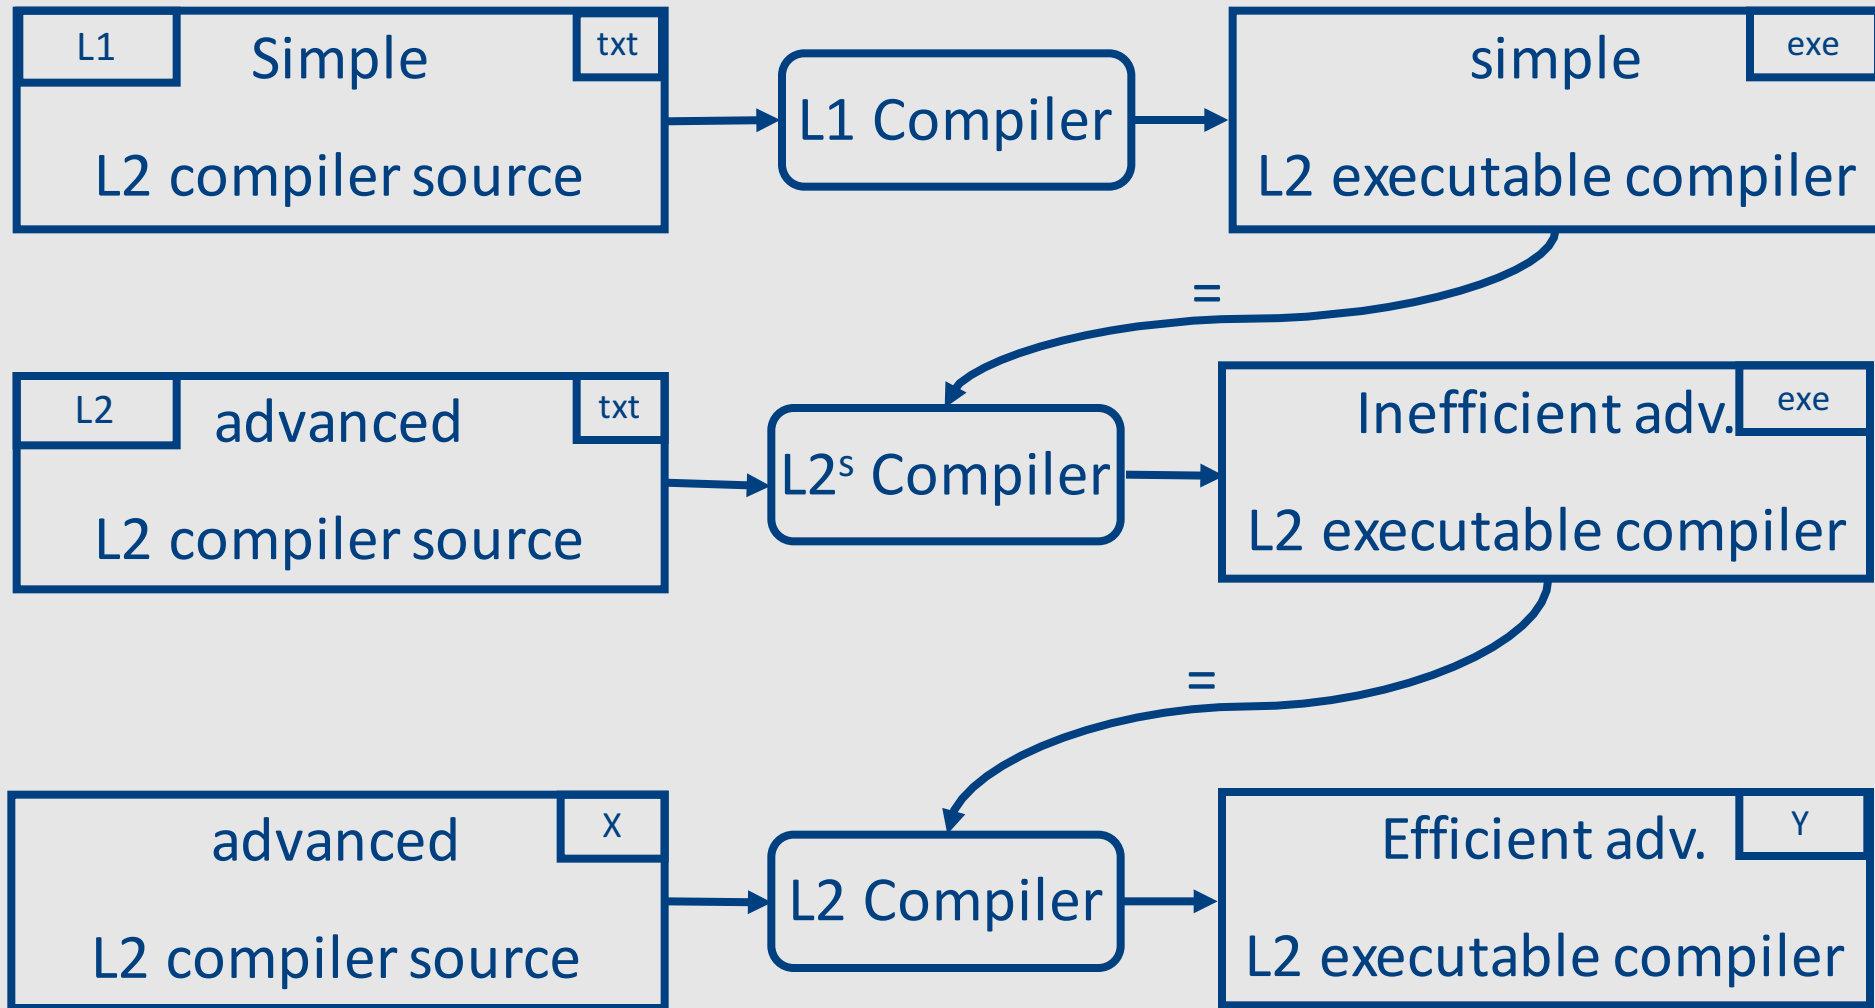 L1
Simple
txt
L2 compiler source
L1 Compiler
simple
exe
L2 executable compiler
=
L2
advanced
txt
L2 compiler source
L2ˢ Compiler
Inefficient adv.
exe
L2 executable compiler
=
advanced
X
L2 compiler source
L2 Compiler
Efficient adv.
Y
L2 executable compiler